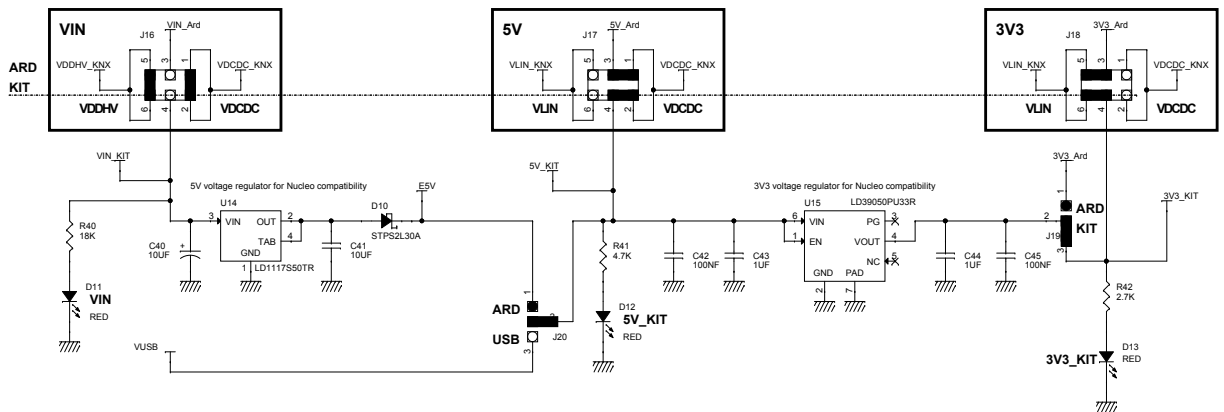 VIN
VIN_Ard
J16
VDDHV_KNX
VDCDC_KNX
5
3
1
6
4
2
VDDHV
VDCDC
ARD
KIT
5V
5V_Ard
J17
VLIN_KNX
VDCDC_KNX
5
3
1
6
4
2
VLIN
VDCDC
3V3
3V3_Ard
J18
VLIN_KNX
VDCDC_KNX
5
3
1
6
4
2
VLIN
VDCDC
VIN_KIT
5V voltage regulator for Nucleo compatibility
U14
3
VIN
OUT
2
TAB
4
GND
1
LD1117S50TR
R40
18K
C40
10UF
+
C41
10UF
D10
STPS2L30A
E5V
D11
VIN
RED
VUSB
1
ARD
2
USB
J20
3
5V_KIT
R41
4.7K
D12
5V_KIT
RED
C42
100NF
C43
1UF
3V3 voltage regulator for Nucleo compatibility
U15
LD39050PU33R
6
VIN
PG
3
1
EN
VOUT
4
NC
5
GND
PAD
2
7
C44
1UF
C45
100NF
3V3_Ard
1
ARD
2
KIT
J19
3
3V3_KIT
R42
2.7K
3V3_KIT
D13
RED